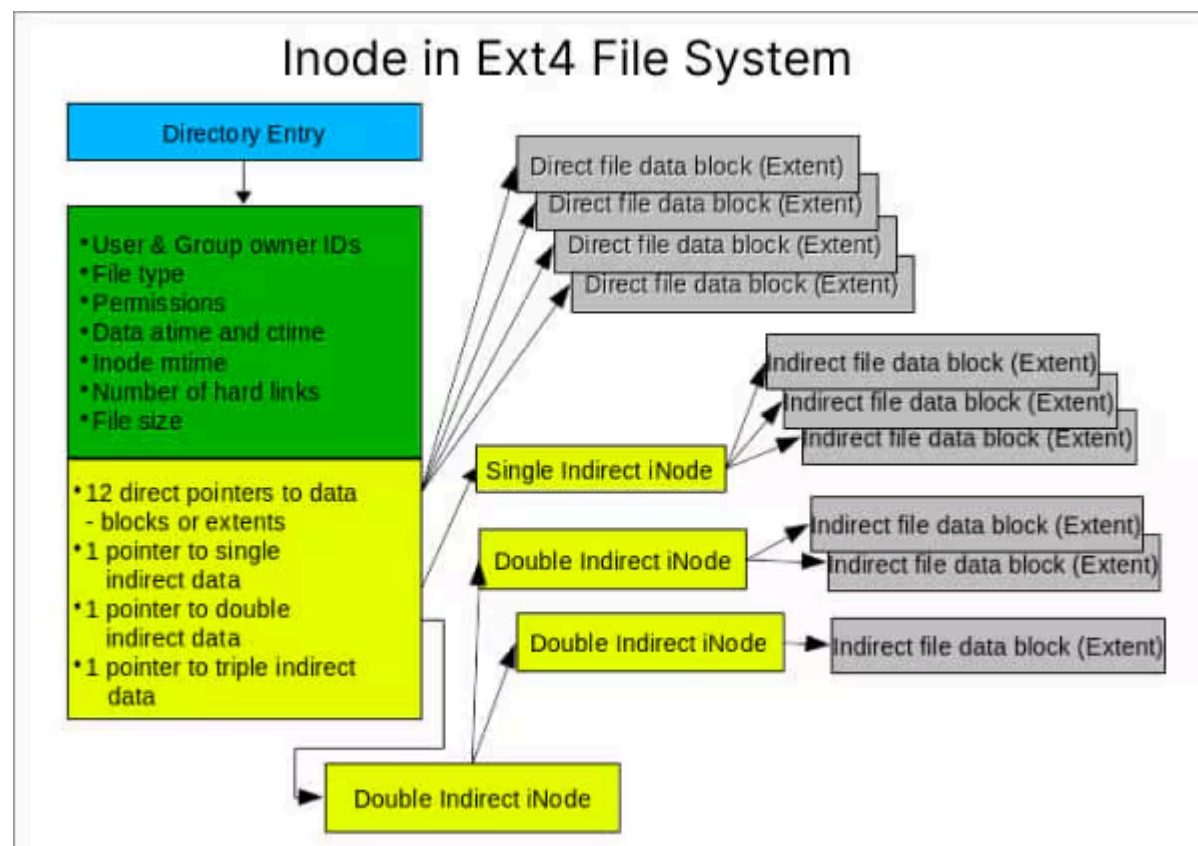 Inode in Ext4 File System
Directory Entry
•User & Group owner IDs
•File type
•Permissions
•Data atime and ctime
•Inode mtime
•Number of hard links
•File size
•12 direct pointers to data
- blocks or extents
•1 pointer to single
indirect data
•1 pointer to double
indirect data
•1 pointer to triple indirect
data
Direct file data block (Extent)
Direct file data block (Extent)
Direct file data block (Extent)
Direct file data block (Extent)
Single Indirect iNode
Indirect file data block (Extent)
Indirect file data block (Extent)
Indirect file data block (Extent)
Double Indirect iNode
Indirect file data block (Extent)
Indirect file data block (Extent)
Double Indirect iNode
Indirect file data block (Extent)
Double Indirect iNode